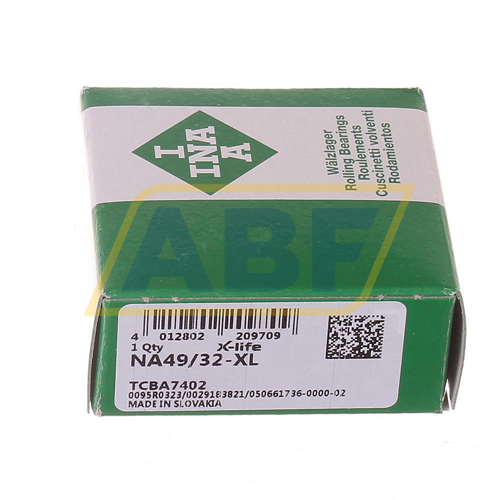 I
INA
A
Wälzlager
Rolling Bearings
Roulements
Cuscinetti volventi
Rodamientos
ABF
4 012802 209709
1 Qty X-life
NA49/32-XL
TCBA7402
0095R0323/0029183821/050661736-0000-02
MADE IN SLOVAKIA